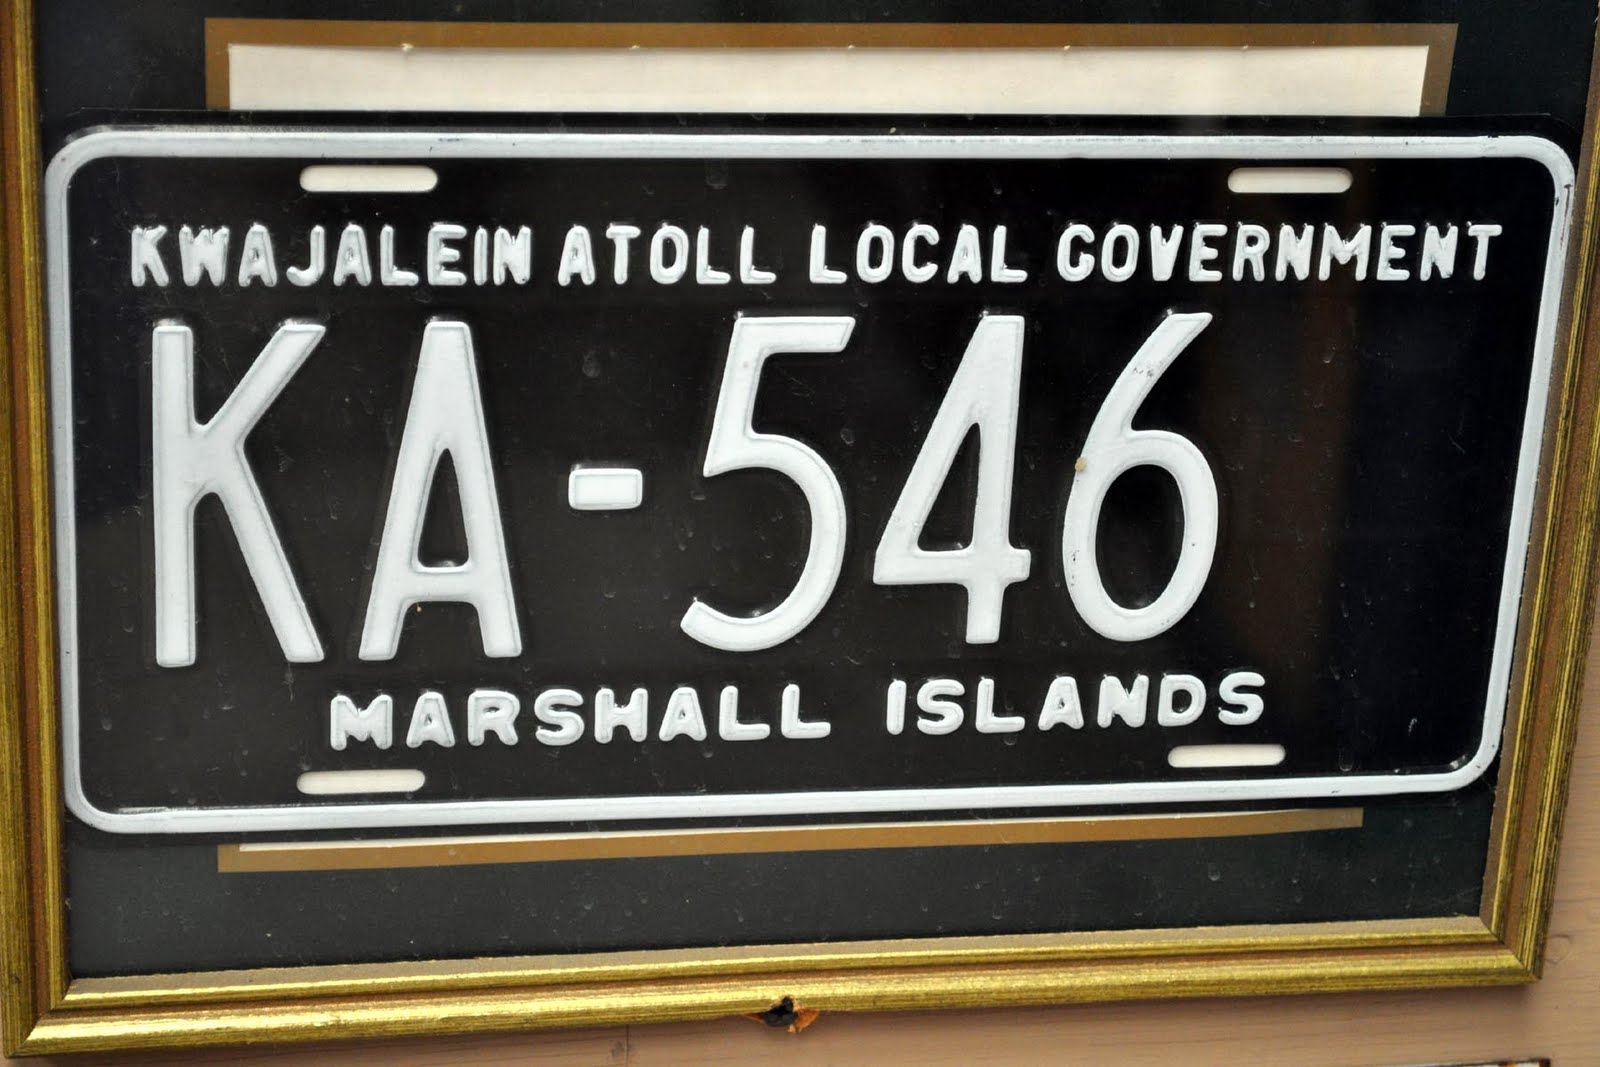 KWAJALEIN ATOLL LOCAL GOVERNMENT
KA-546
MARSHALL ISLANDS